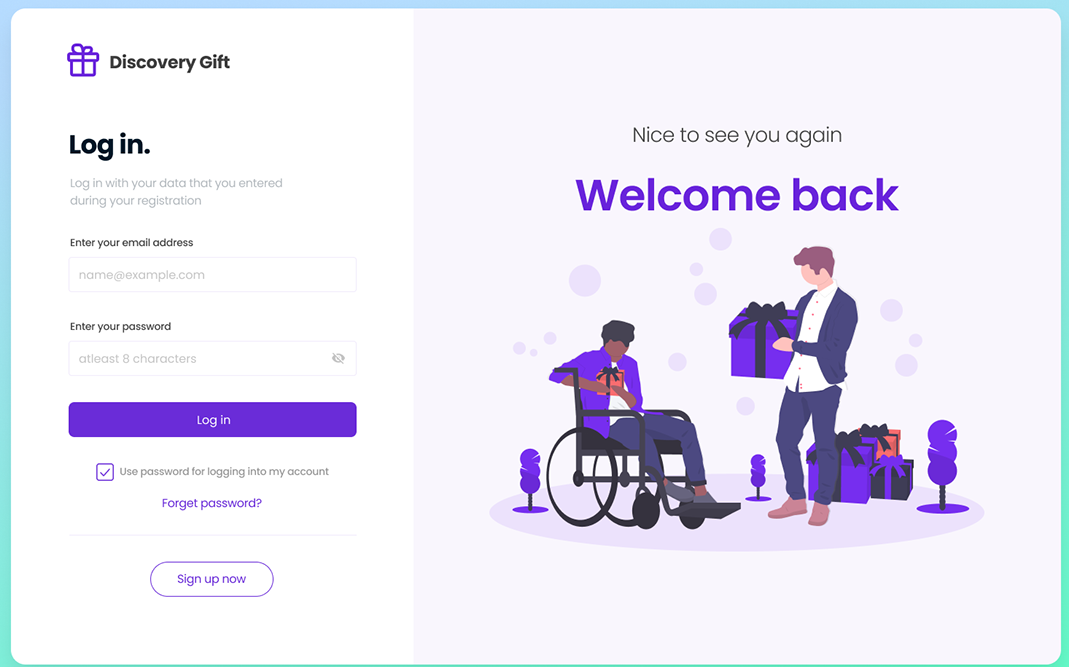 Discovery Gift
Log in.
Log in with your data that you entered
during your registration
Enter your email address
name@example.com
Enter your password
atleast 8 characters
Log in
Use password for logging into my account
Forget password?
Sign up now
Nice to see you again
Welcome back